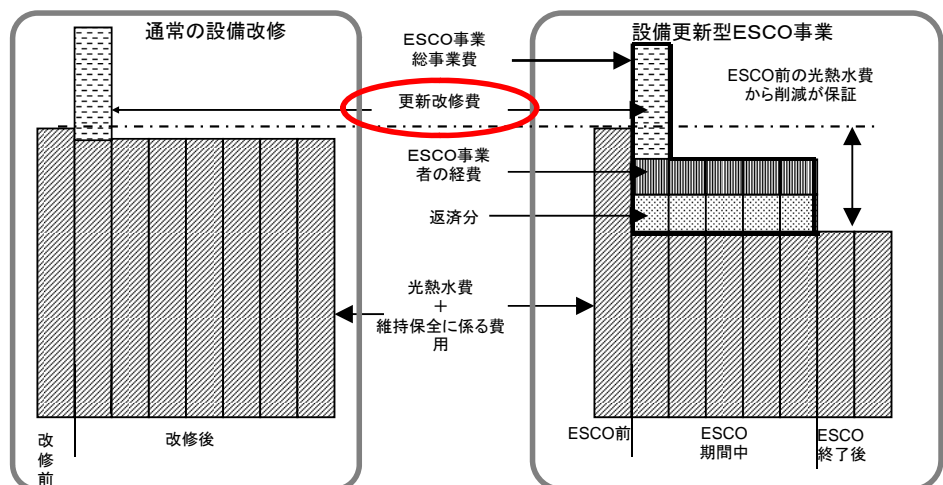 通常の設備改修
ESCO事業
総事業費
設備更新型ESCO事業
ESCO前の光熱水費
から削減が保証
更新改修費
ESCO事業
者の経費
返済分
光熱水費
＋
維持保全に係る費
用
改
修
前
改修後
ESCO前
ESCO
期間中
ESCO
終了後